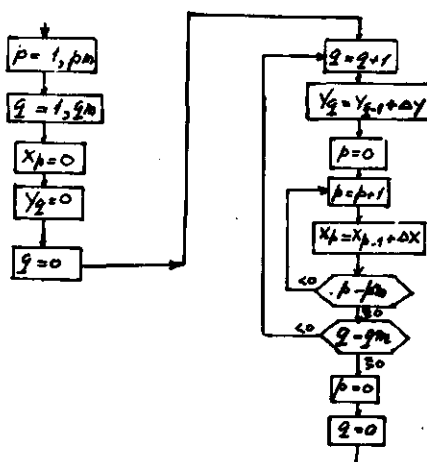 p=1, pm
q=1, qm
Xp=0
Yq=0
q=0
q=q+1
Yq=Yq-1+ΔY
p=0
p=p+1
Xp=Xp-1+ΔX
<0
p-pm
≥0
<0
q-qm
≥0
p=0
q=0